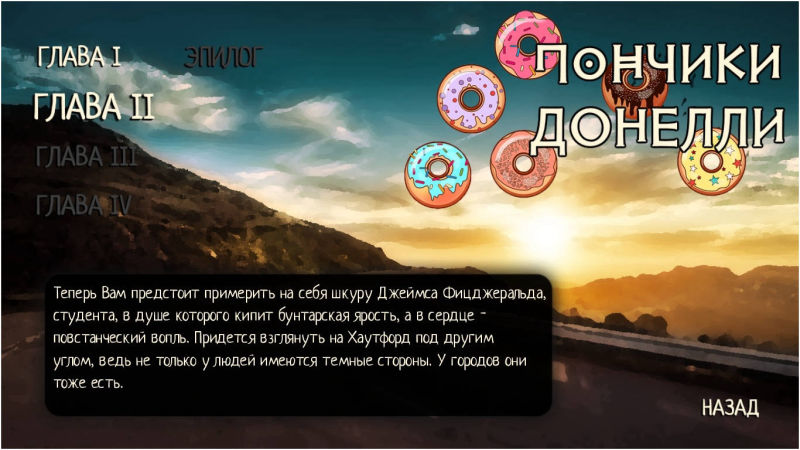 ГЛАВА I
ЭПИЛОГ
ГЛАВА II
ГЛАВА III
ГЛАВА IV
ПОНЧИКИ
ДОНЕЛЛИ
Теперь Вам предстоит примерить на себя шкуру Джеймса Фицджеральда,
студента, в душе которого кипит бунтарская ярость, а в сердце -
повстанческий вопль. Придется взглянуть на Хаутфорд под другим
углом, ведь не только у людей имеются темные стороны. У городов они
тоже есть.
НАЗАД